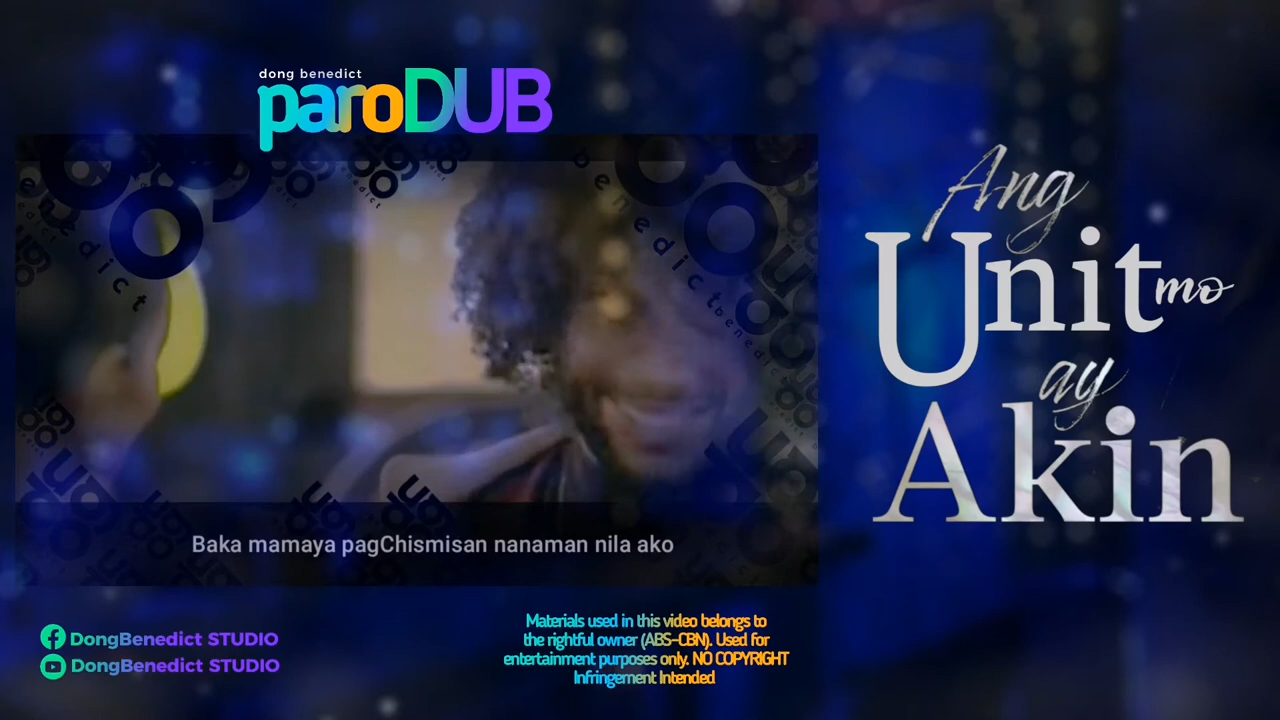 dong benedict
paroDUB
Ang
Unit mo
ay
Akin
Baka mamaya pagChismisan nanaman nila ako
DongBenedict STUDIO
DongBenedict STUDIO
Materials used in this video belongs to
the rightful owner (ABS-CBN). Used for
entertainment purposes only. NO COPYRIGHT
Infringement Intended